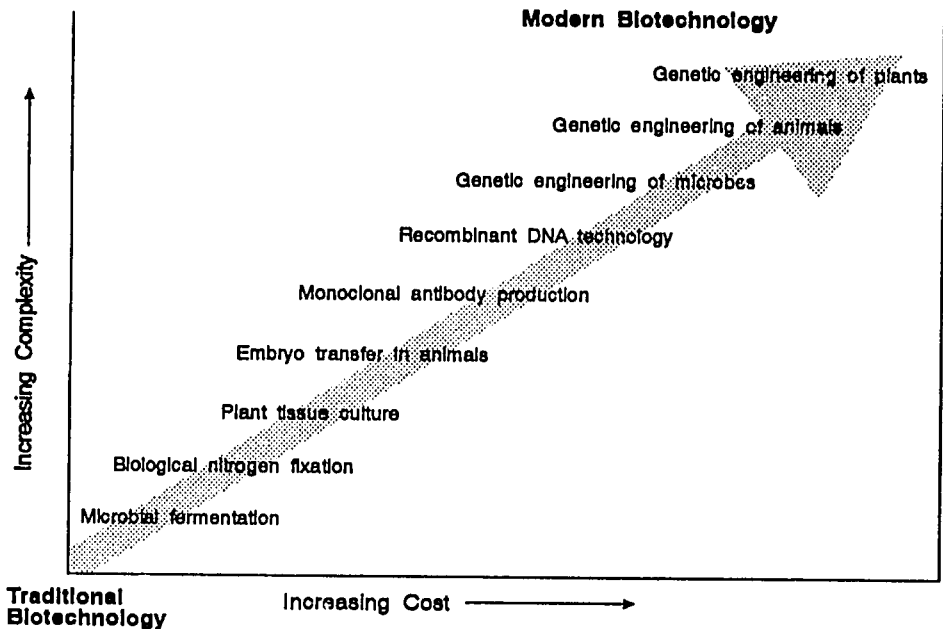 Modern Biotechnology
Genetic engineering of plants
Genetic engineering of animals
Genetic engineering of microbes
Recombinant DNA technology
Monoclonal antibody production
Embryo transfer in animals
Plant tissue culture
Biological nitrogen fixation
Microbial fermentation
Increasing Complexity
Traditional
Biotechnology
Increasing Cost